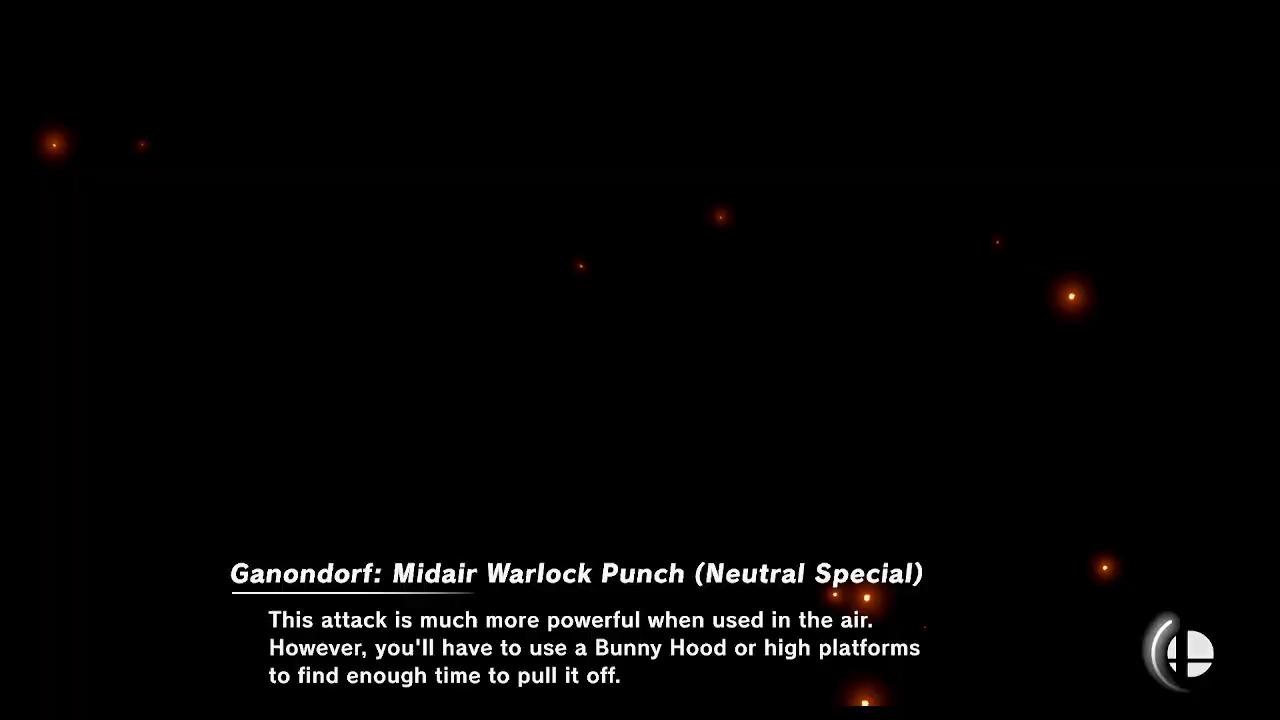 Ganondorf: Midair Warlock Punch (Neutral Special)
This attack is much more powerful when used in the air.
However, you'll have to use a Bunny Hood or high platforms
to find enough time to pull it off.